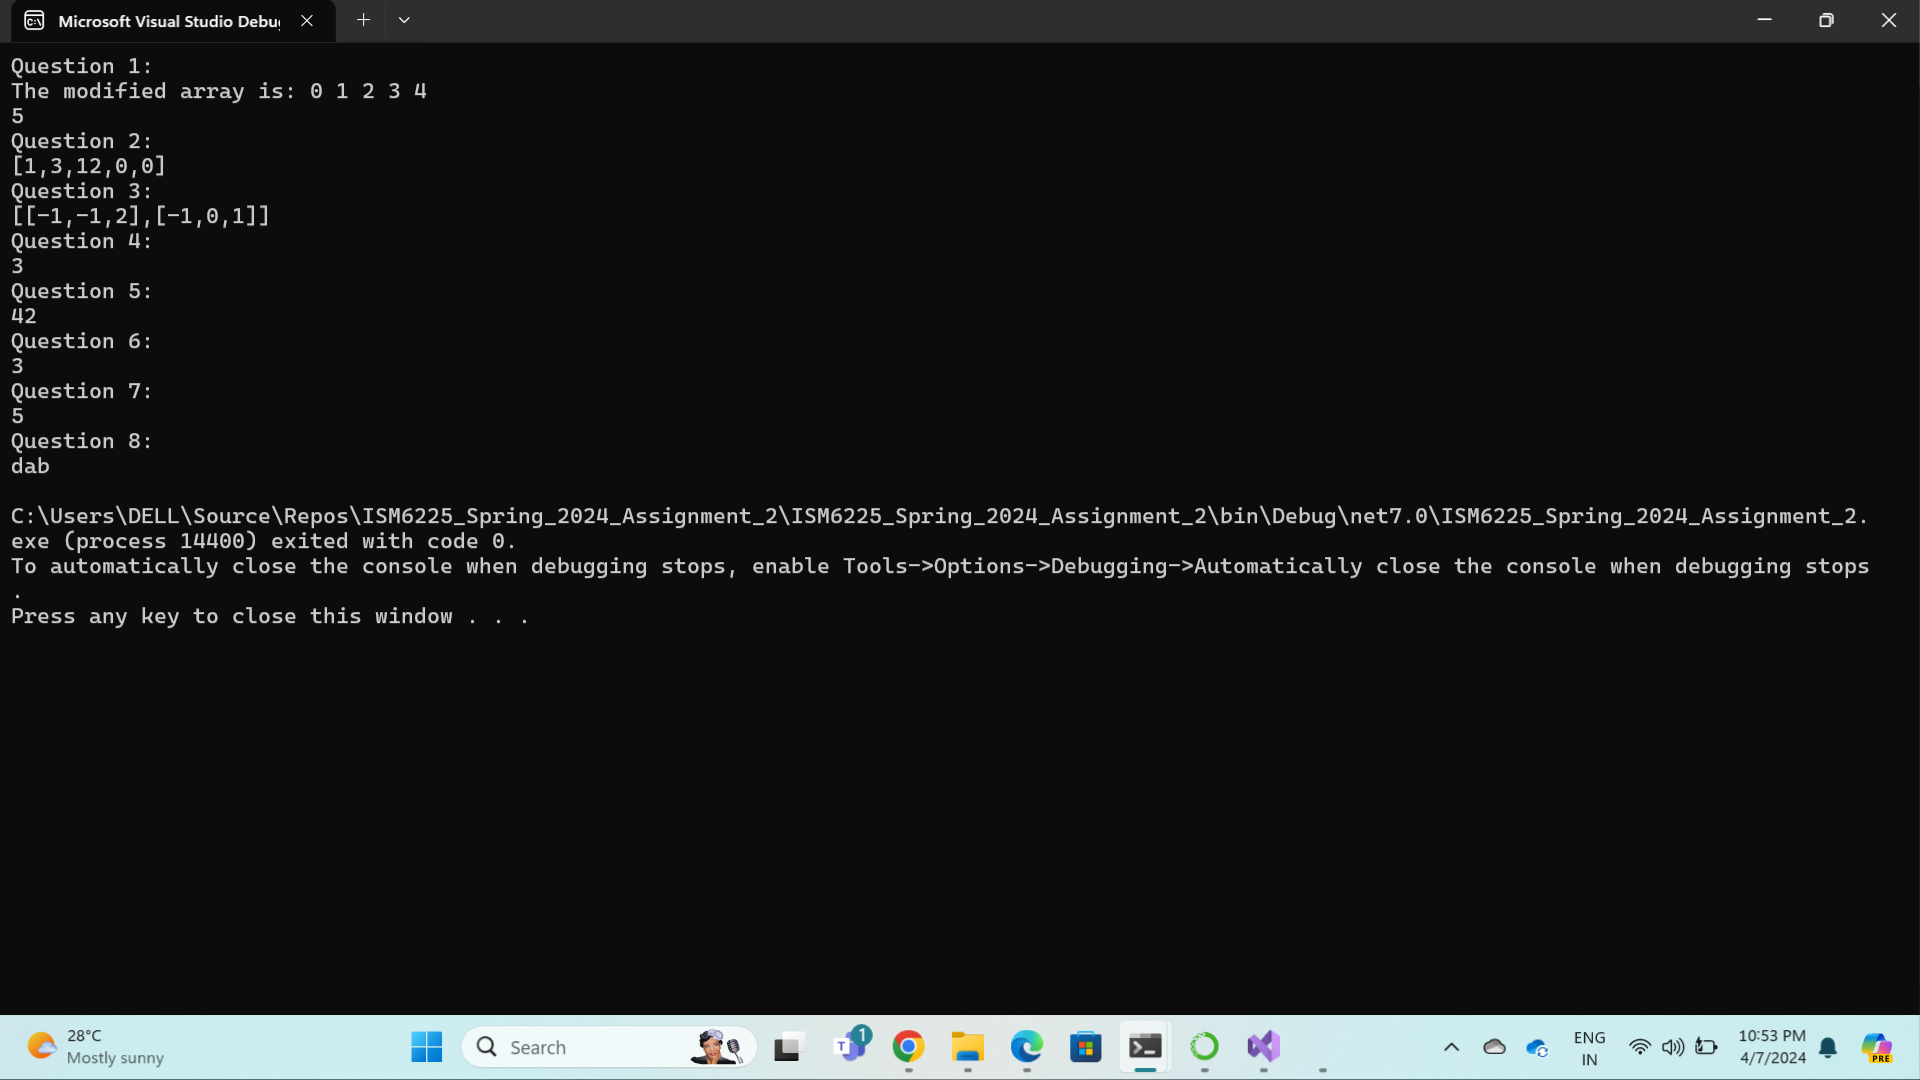 Microsoft Visual Studio Debu
Question 1:
The modified array is: 0 1 2 3 4
5
Question 2:
[1,3,12,0,0]
Question 3:
[[-1,-1,2],[-1,0,1]]
Question 4:
3
Question 5:
42
Question 6:
3
Question 7:
5
Question 8:
dab
C:\Users\DELL\Source\Repos\ISM6225_Spring_2024_Assignment_2\ISM6225_Spring_2024_Assignment_2\bin\Debug\net7.0\ISM6225_Spring_2024_Assignment_2.
exe (process 14400) exited with code 0.
To automatically close the console when debugging stops, enable Tools->Options->Debugging->Automatically close the console when debugging stops
.
Press any key to close this window . . .
28°C
Mostly sunny
Search
T
1
ENG
IN
10:53 PM
4/7/2024
PRE